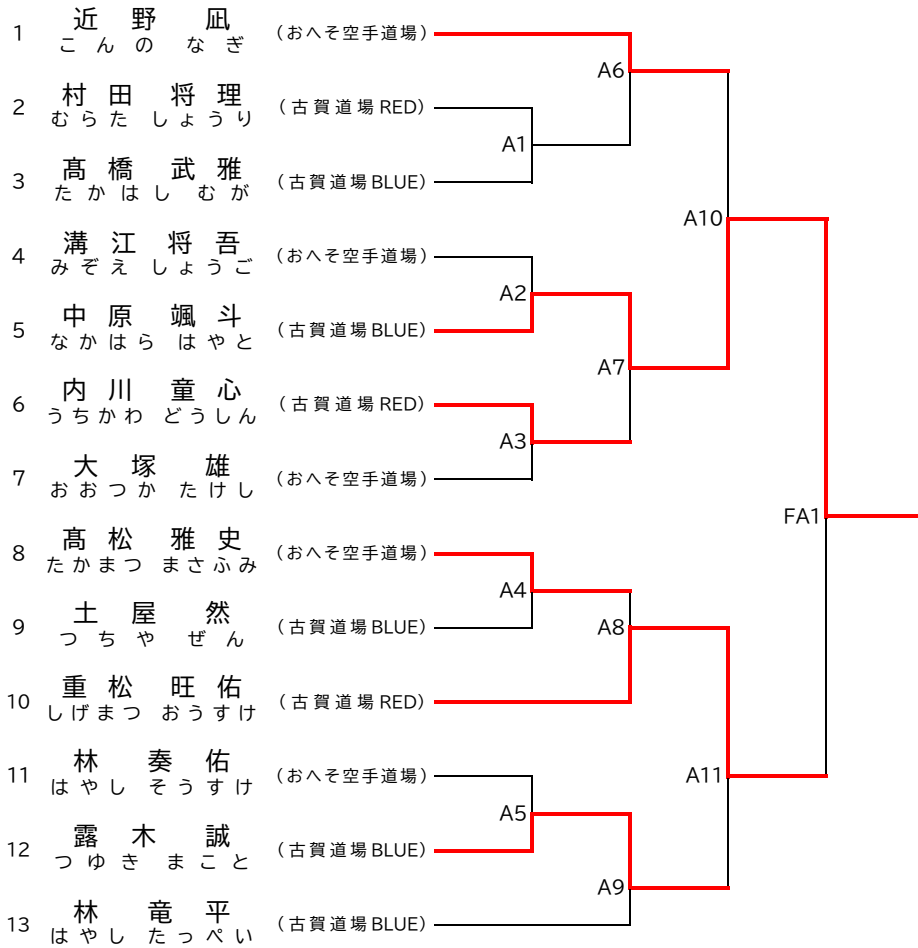 1 近野 凪 (おへそ空手道場)
こんの なぎ
A6
2 村田 将理 (古賀道場RED)
むらた しょうり
A1
3 髙橋 武雅 (古賀道場BLUE)
たかはし むが
A10
4 溝江 将吾 (おへそ空手道場)
みぞえ しょうご
A2
5 中原 颯斗 (古賀道場BLUE)
なかはら はやと
A7
6 内川 童心 (古賀道場RED)
うちかわ どうしん
A3
7 大塚 雄 (おへそ空手道場)
おおつか たけし
FA1
8 髙松 雅史 (おへそ空手道場)
たかまつ まさふみ
A4
9 土屋 然 (古賀道場BLUE)
つちや ぜん
A8
10 重松 旺佑 (古賀道場RED)
しげまつ おうすけ
11 林 奏佑 (おへそ空手道場)
はやし そうすけ
A11
A5
12 露木 誠 (古賀道場BLUE)
つゆき まこと
A9
13 林 竜平 (古賀道場BLUE)
はやし たっぺい